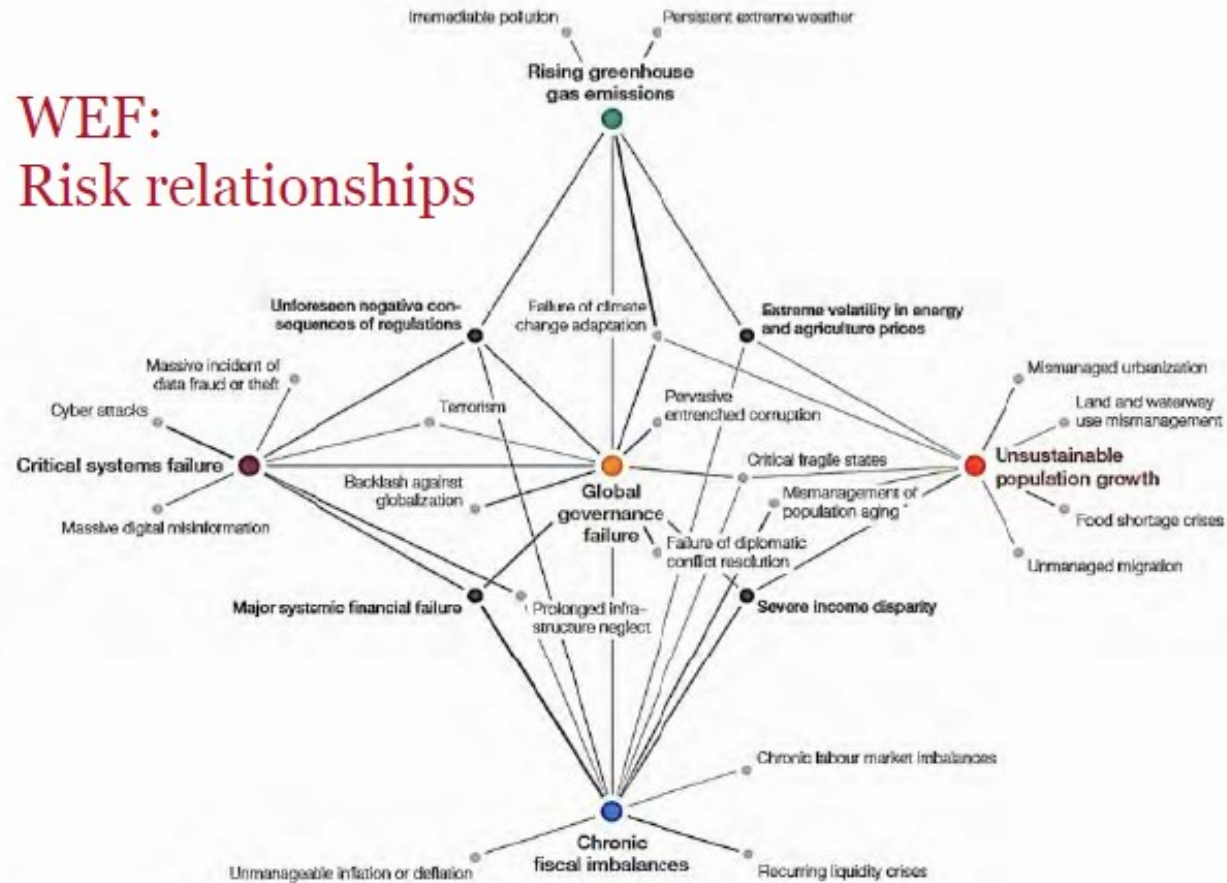 Irremediable pollution
Persistent extreme weather
Rising greenhouse
gas emissions
WEF:
Risk relationships
Unforeseen negative con-
sequences of regulations
Failure of climate
change adaptation
Extreme volatility in energy
and agriculture prices
Massive incident of
data fraud or theft
Mismanaged urbanization
Cyber attacks
Terrorism
Pervasive
entrenched corruption
Land and waterway
use mismanagement
Critical systems failure
Backlash against
globalization
Global
governance
failure
Critical fragile states
Unsustainable
population growth
Mismanagement of
population aging
Massive digital misinformation
Food shortage crises
Failure of diplomatic
conflict resolution
Unmanaged migration
Major systemic financial failure
Prolonged infra-
structure neglect
Severe income disparity
Chronic labour market imbalances
Chronic
fiscal imbalances
Unmanageable inflation or deflation
Recurring liquidity crises